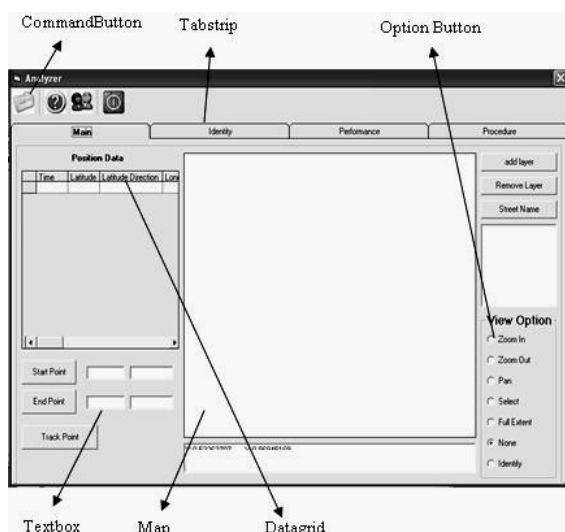 CommandButton
Tabstrip
Option Button
Analyzer
Main
Identity
Performance
Procedure
Position Data
Time Latitude Latitude Direction
add layer
Remove Layer
Street Name
View Option
Zoom In
Zoom Out
Pan
Select
Full Extent
None
Identify
Start Point
End Point
Track Point
Textbox
Map
Datagrid